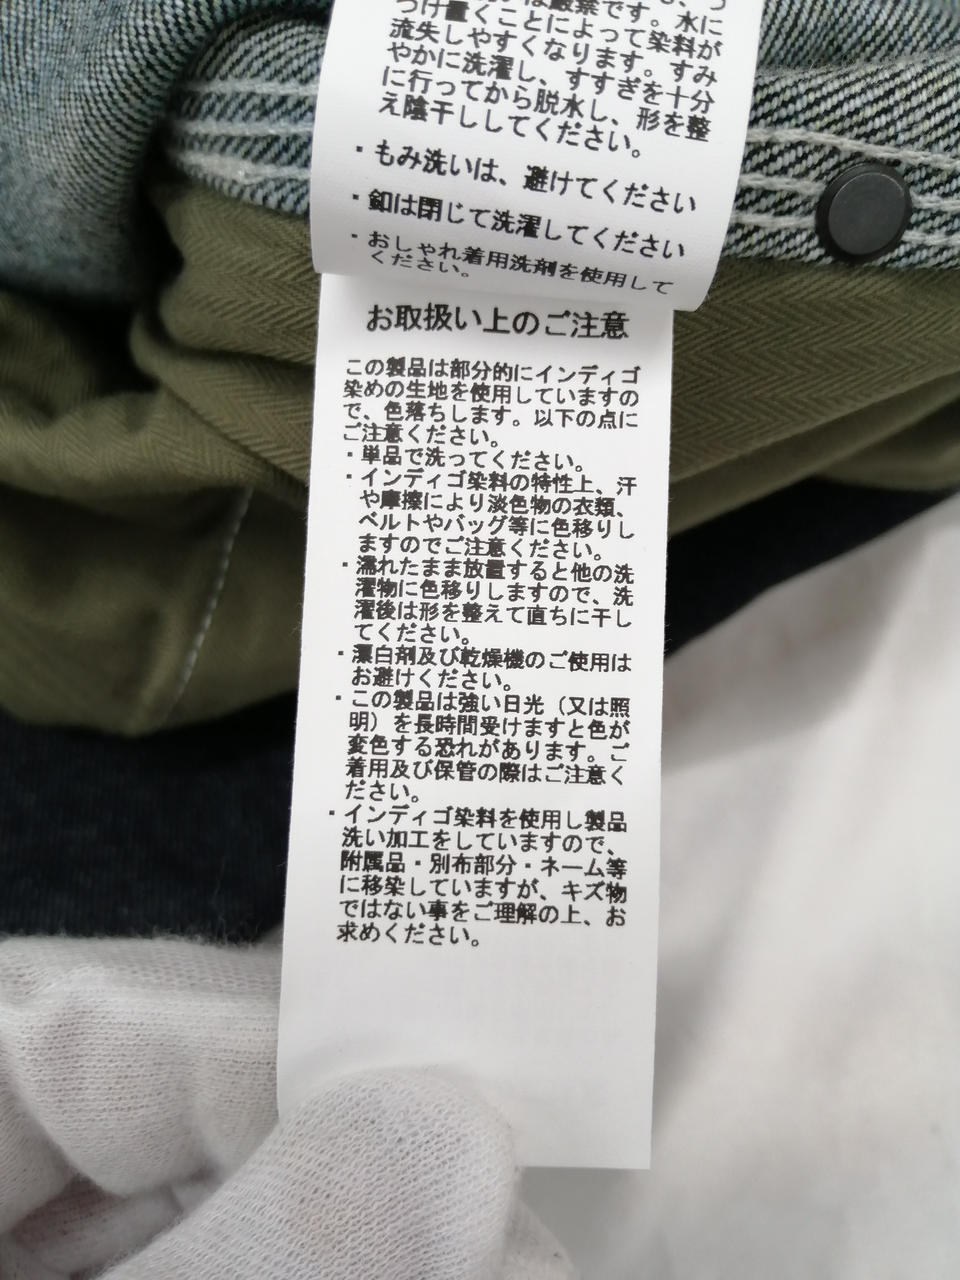 は厳禁です。水に
つけ置くことによって染料が
流失しやすくなります。すみ
やかに洗濯し、すすぎを十分
に行ってから脱水し、形を整
え陰干ししてください。
・もみ洗いは、避けてください
・釦は閉じて洗濯してください
・おしゃれ着用洗剤を使用して
ください。
お取扱い上のご注意
この製品は部分的にインディゴ
染めの生地を使用していますの
で、色落ちします。以下の点に
ご注意ください。
・単品で洗ってください。
・インディゴ染料の特性上、汗
や摩擦により淡色物の衣類、
ベルトやバッグ等に色移りし
ますのでご注意ください。
・濡れたまま放置すると他の洗
濯物に色移りしますので、洗
濯後は形を整えて直ちに干し
てください。
・漂白剤及び乾燥機のご使用は
お避けください。
・この製品は強い日光（又は照
明）を長時間受けますと色が
変色する恐れがあります。ご
着用及び保管の際はご注意く
ださい。
・インディゴ染料を使用し製品
洗い加工をしていますので、
附属品・別布部分・ネーム等
に移染していますが、キズ物
ではない事をご理解の上、お
求めください。